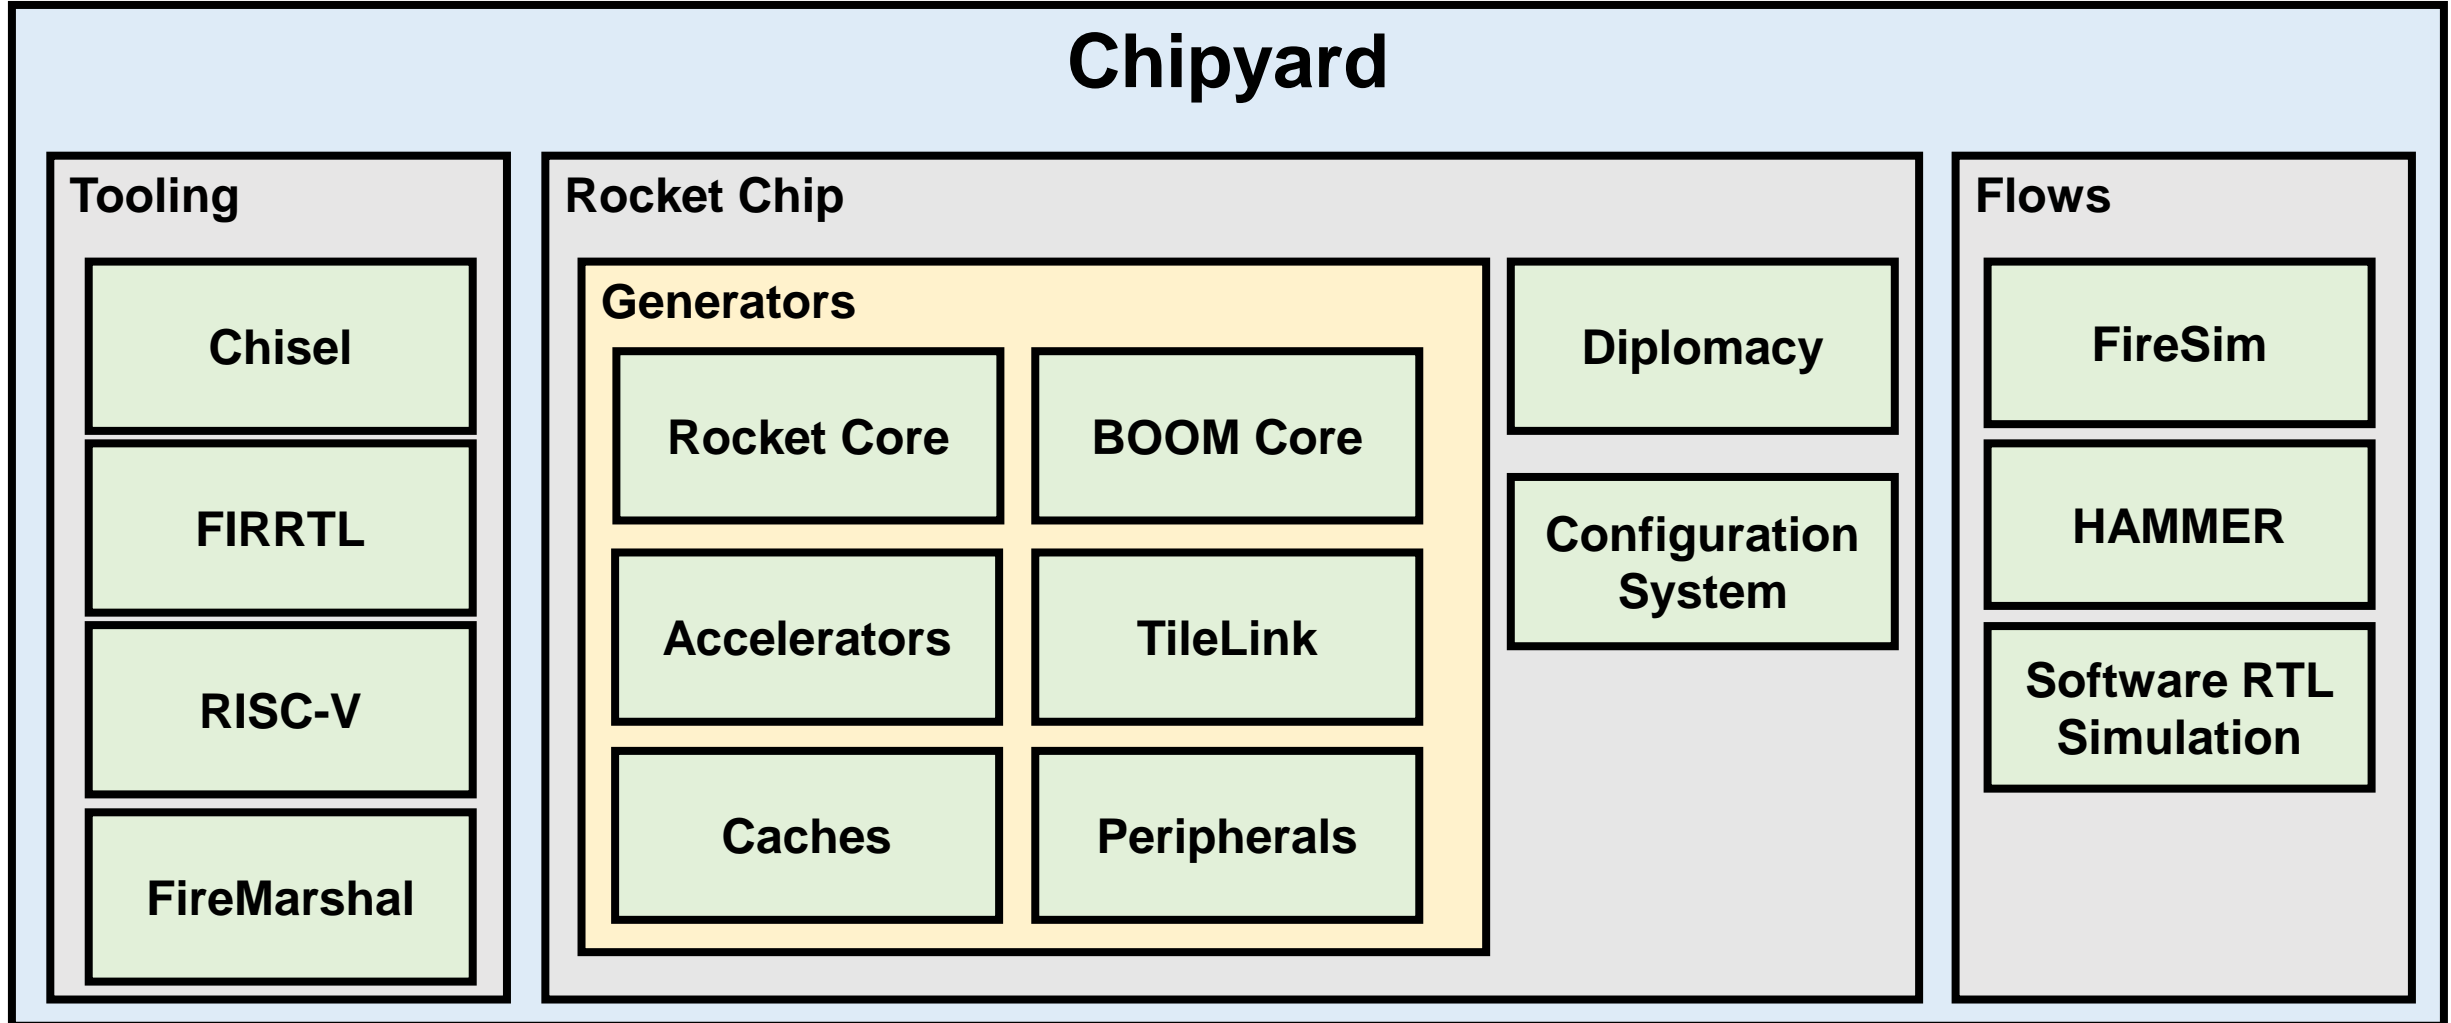 Chipyard
Tooling
Chisel
FIRRTL
RISC-V
FireMarshal
Rocket Chip
Generators
Rocket Core
BOOM Core
Accelerators
TileLink
Caches
Peripherals
Diplomacy
Configuration
System
Flows
FireSim
HAMMER
Software RTL
Simulation